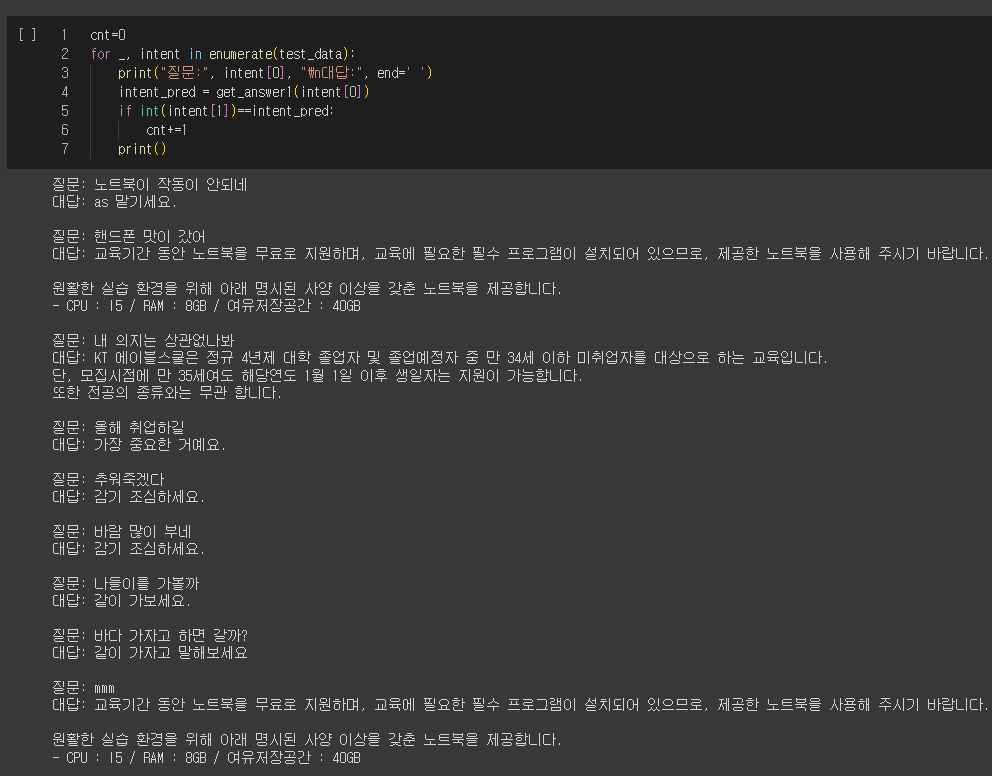 [ ] 1 cnt=0
2 for _, intent in enumerate(test_data):
3 print("질문:", intent[0], "₩n대답:", end=' ')
4 intent_pred = get_answer1(intent[0])
5 if int(intent[1])==intent_pred:
6 cnt+=1
7 print()
질문: 노트북이 작동이 안되네
대답: as 맡기세요.
질문: 핸드폰 맛이 갔어
대답: 교육기간 동안 노트북을 무료로 지원하며, 교육에 필요한 필수 프로그램이 설치되어 있으므로, 제공한 노트북을 사용해 주시기 바랍니다.
원활한 실습 환경을 위해 아래 명시된 사양 이상을 갖춘 노트북을 제공합니다.
- CPU : I5 / RAM : 8GB / 여유저장공간 : 40GB
질문: 내 의지는 상관없나봐
대답: KT 에이블스쿨은 정규 4년제 대학 졸업자 및 졸업예정자 중 만 34세 이하 미취업자를 대상으로 하는 교육입니다.
단, 모집시점에 만 35세여도 해당연도 1월 1일 이후 생일자는 지원이 가능합니다.
또한 전공의 종류와는 무관 합니다.
질문: 올해 취업하길
대답: 가장 중요한 거예요.
질문: 추워죽겠다
대답: 감기 조심하세요.
질문: 바람 많이 부네
대답: 감기 조심하세요.
질문: 나들이를 가볼까
대답: 같이 가보세요.
질문: 바다 가자고 하면 갈까?
대답: 같이 가자고 말해보세요
질문: mmm
대답: 교육기간 동안 노트북을 무료로 지원하며, 교육에 필요한 필수 프로그램이 설치되어 있으므로, 제공한 노트북을 사용해 주시기 바랍니다.
원활한 실습 환경을 위해 아래 명시된 사양 이상을 갖춘 노트북을 제공합니다.
- CPU : I5 / RAM : 8GB / 여유저장공간 : 40GB